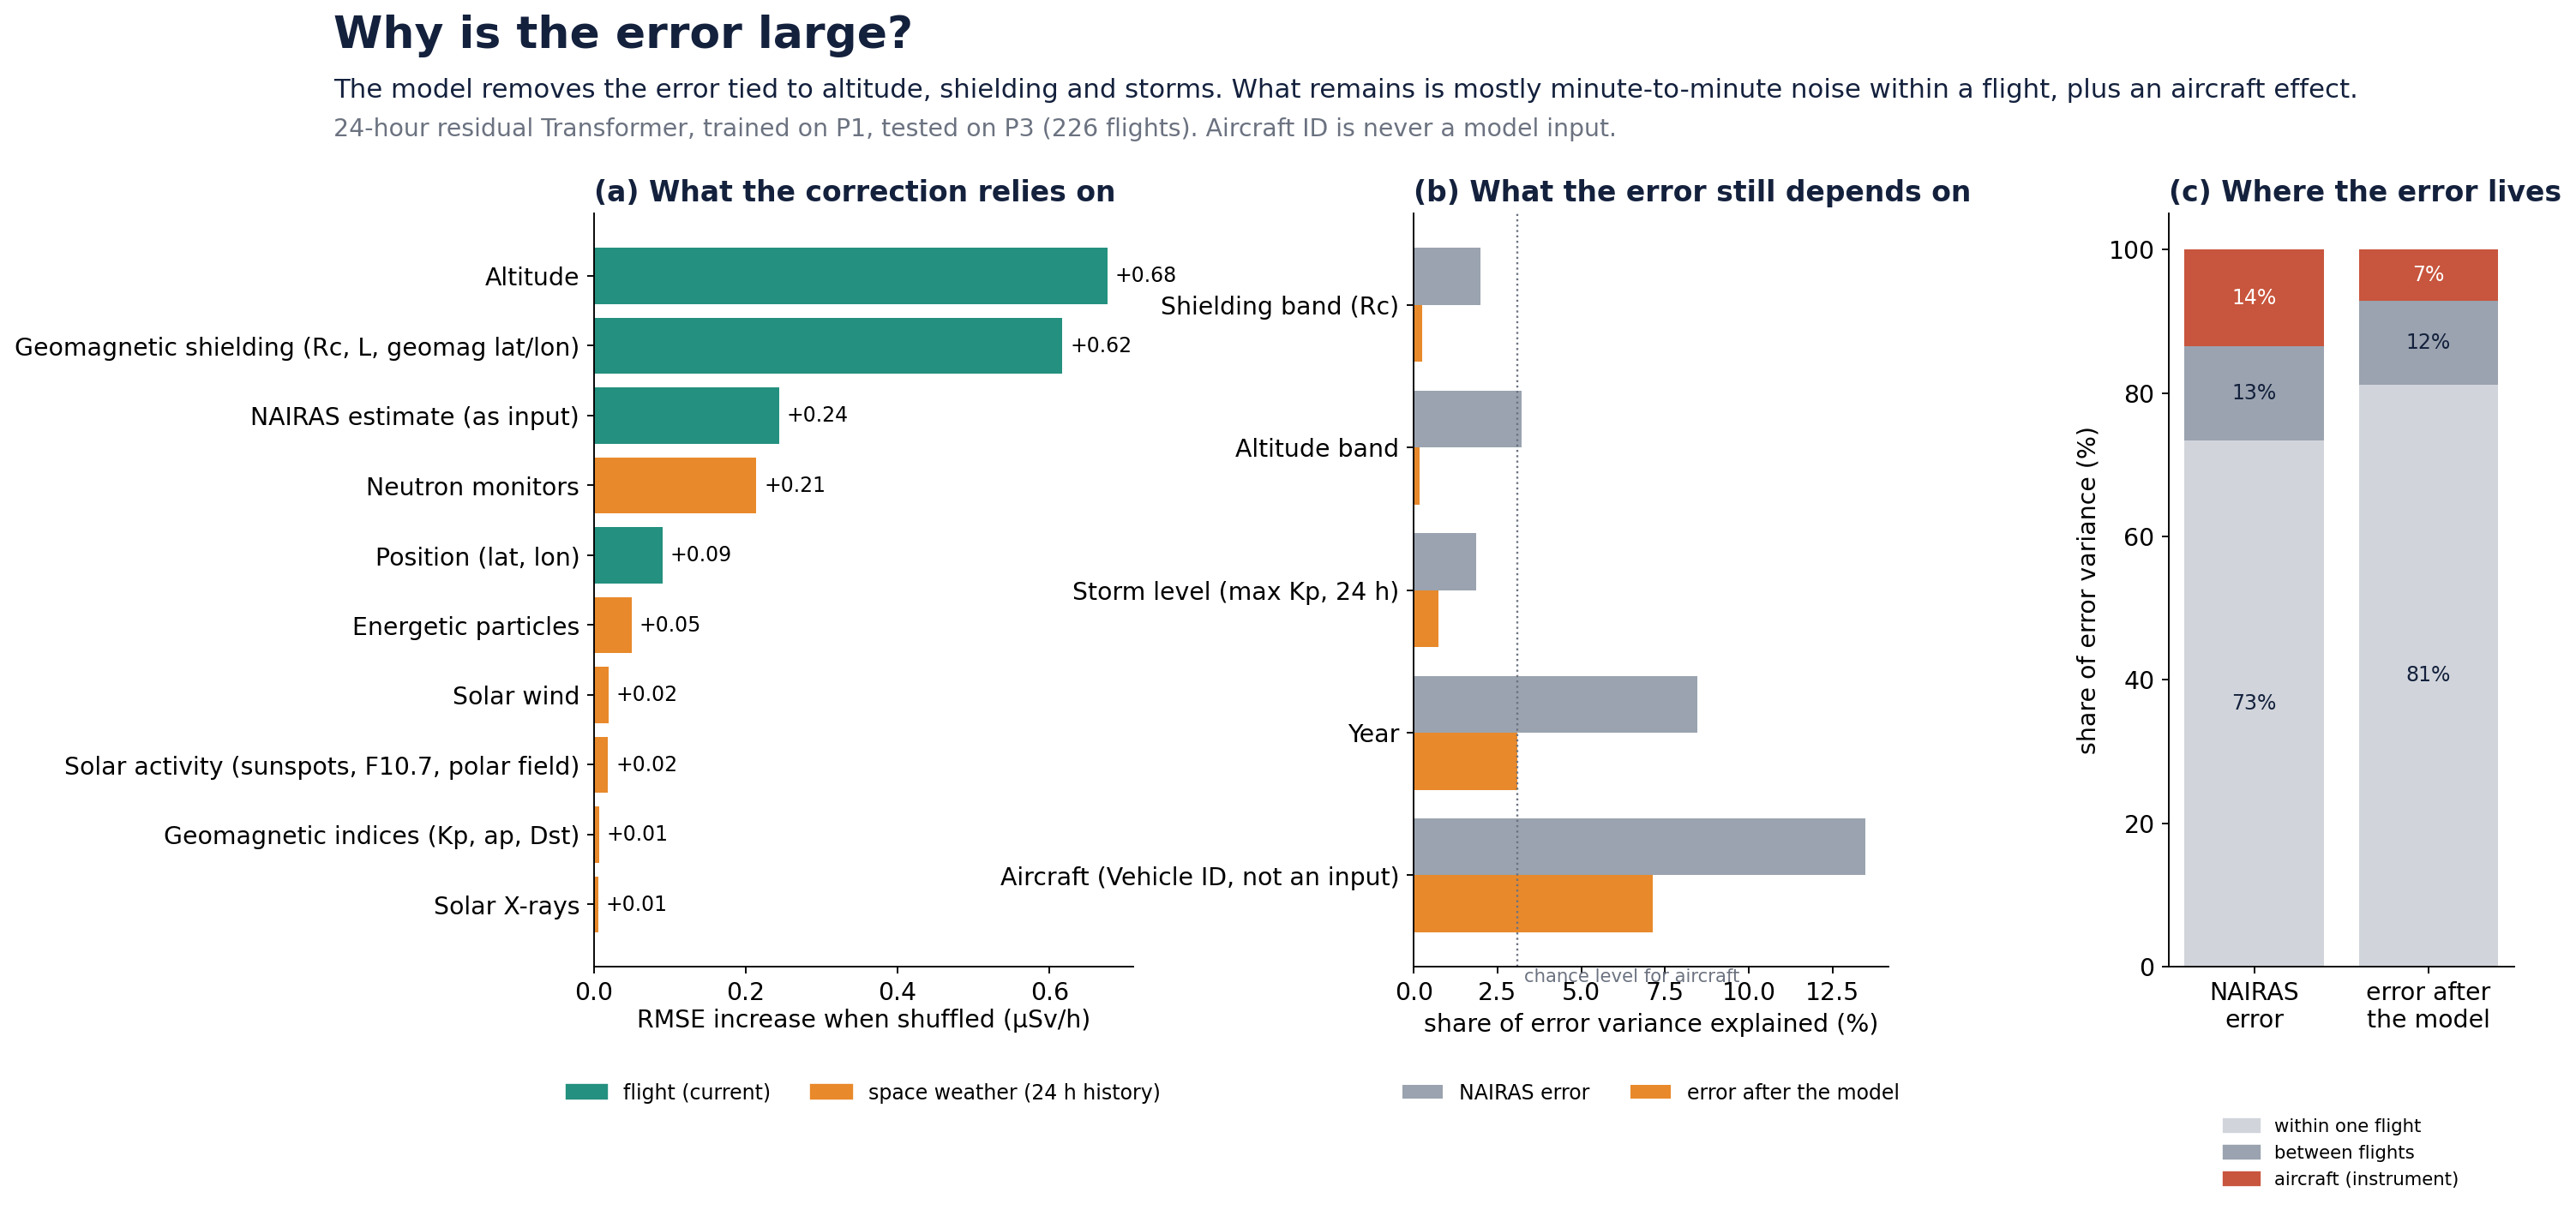 Why is the error large?
The model removes the error tied to altitude, shielding and storms. What remains is mostly minute-to-minute noise within a flight, plus an aircraft effect.
24-hour residual Transformer, trained on P1, tested on P3 (226 flights). Aircraft ID is never a model input.
(a) What the correction relies on
Altitude
+0.68
Geomagnetic shielding (Rc, L, geomag lat/lon)
+0.62
NAIRAS estimate (as input)
+0.24
Neutron monitors
+0.21
Position (lat, lon)
+0.09
Energetic particles
+0.05
Solar wind
+0.02
Solar activity (sunspots, F10.7, polar field)
+0.02
Geomagnetic indices (Kp, ap, Dst)
+0.01
Solar X-rays
+0.01
0.0 0.2 0.4 0.6
RMSE increase when shuffled (μSv/h)
flight (current) space weather (24 h history)
(b) What the error still depends on
Shielding band (Rc)
Altitude band
Storm level (max Kp, 24 h)
Year
Aircraft (Vehicle ID, not an input)
chance level for aircraft
0.0 2.5 5.0 7.5 10.0 12.5
share of error variance explained (%)
NAIRAS error error after the model
(c) Where the error lives
share of error variance (%)
100
80
60
40
20
0
14%
13%
73%
7%
12%
81%
NAIRAS
error
error after
the model
within one flight
between flights
aircraft (instrument)